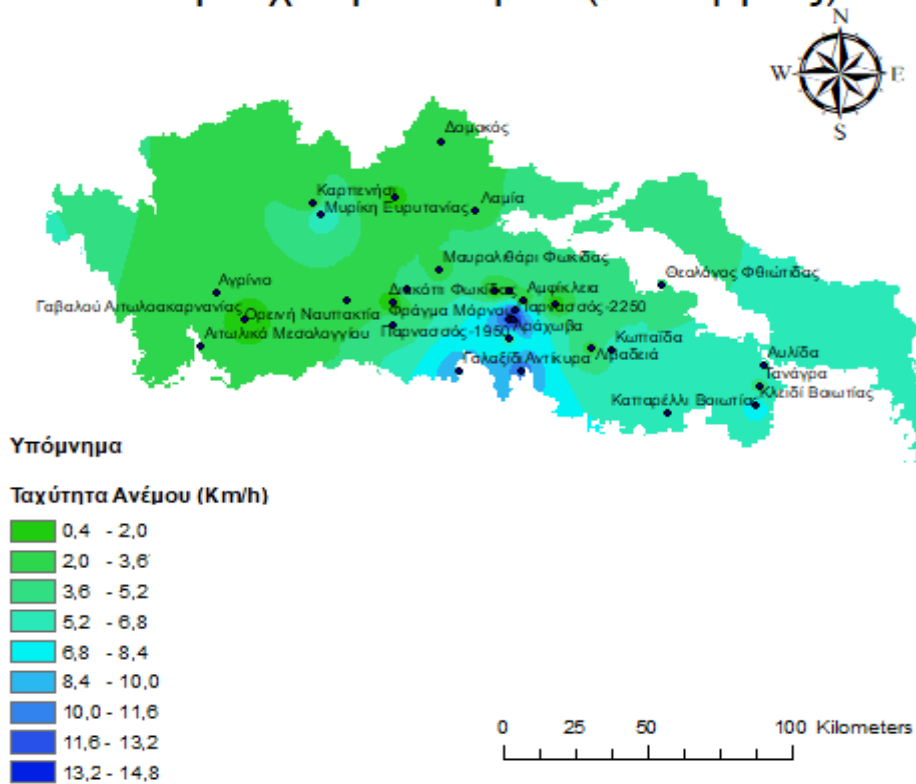 N
W E
S
Δομοκός
Καρπενήσι
Μυρίκη Ευρυτανίας
Λαμία
Μαυρολιθάρι Φωκίδας
Θεολόγος Φθιώτιδας
Αγρίνιο
Διακόπι Φωκίδας
Αμφίκλεια
Γαβαλού Αιτωλοακαρνανίας
Ορεινή Ναυπακτία
Φράγμα Μόρνου
Παρνασσός -2250
Αιτωλικό Μεσολογγίου
Παρνασσός -1950
Αράχωβα
Κωπαΐδα
Γαλαξίδι
Αντίκυρα
Λιβαδειά
Αυλίδα
Τανάγρα
Καπαρέλλι Βοιωτίας
Κλειδί Βοιωτίας
Υπόμνημα
Ταχύτητα Ανέμου (Km/h)
0,4 - 2,0
2,0 - 3,6
3,6 - 5,2
5,2 - 6,8
6,8 - 8,4
8,4 - 10,0
10,0 - 11,6
11,6 - 13,2
13,2 - 14,8
0 25 50 100 Kilometers